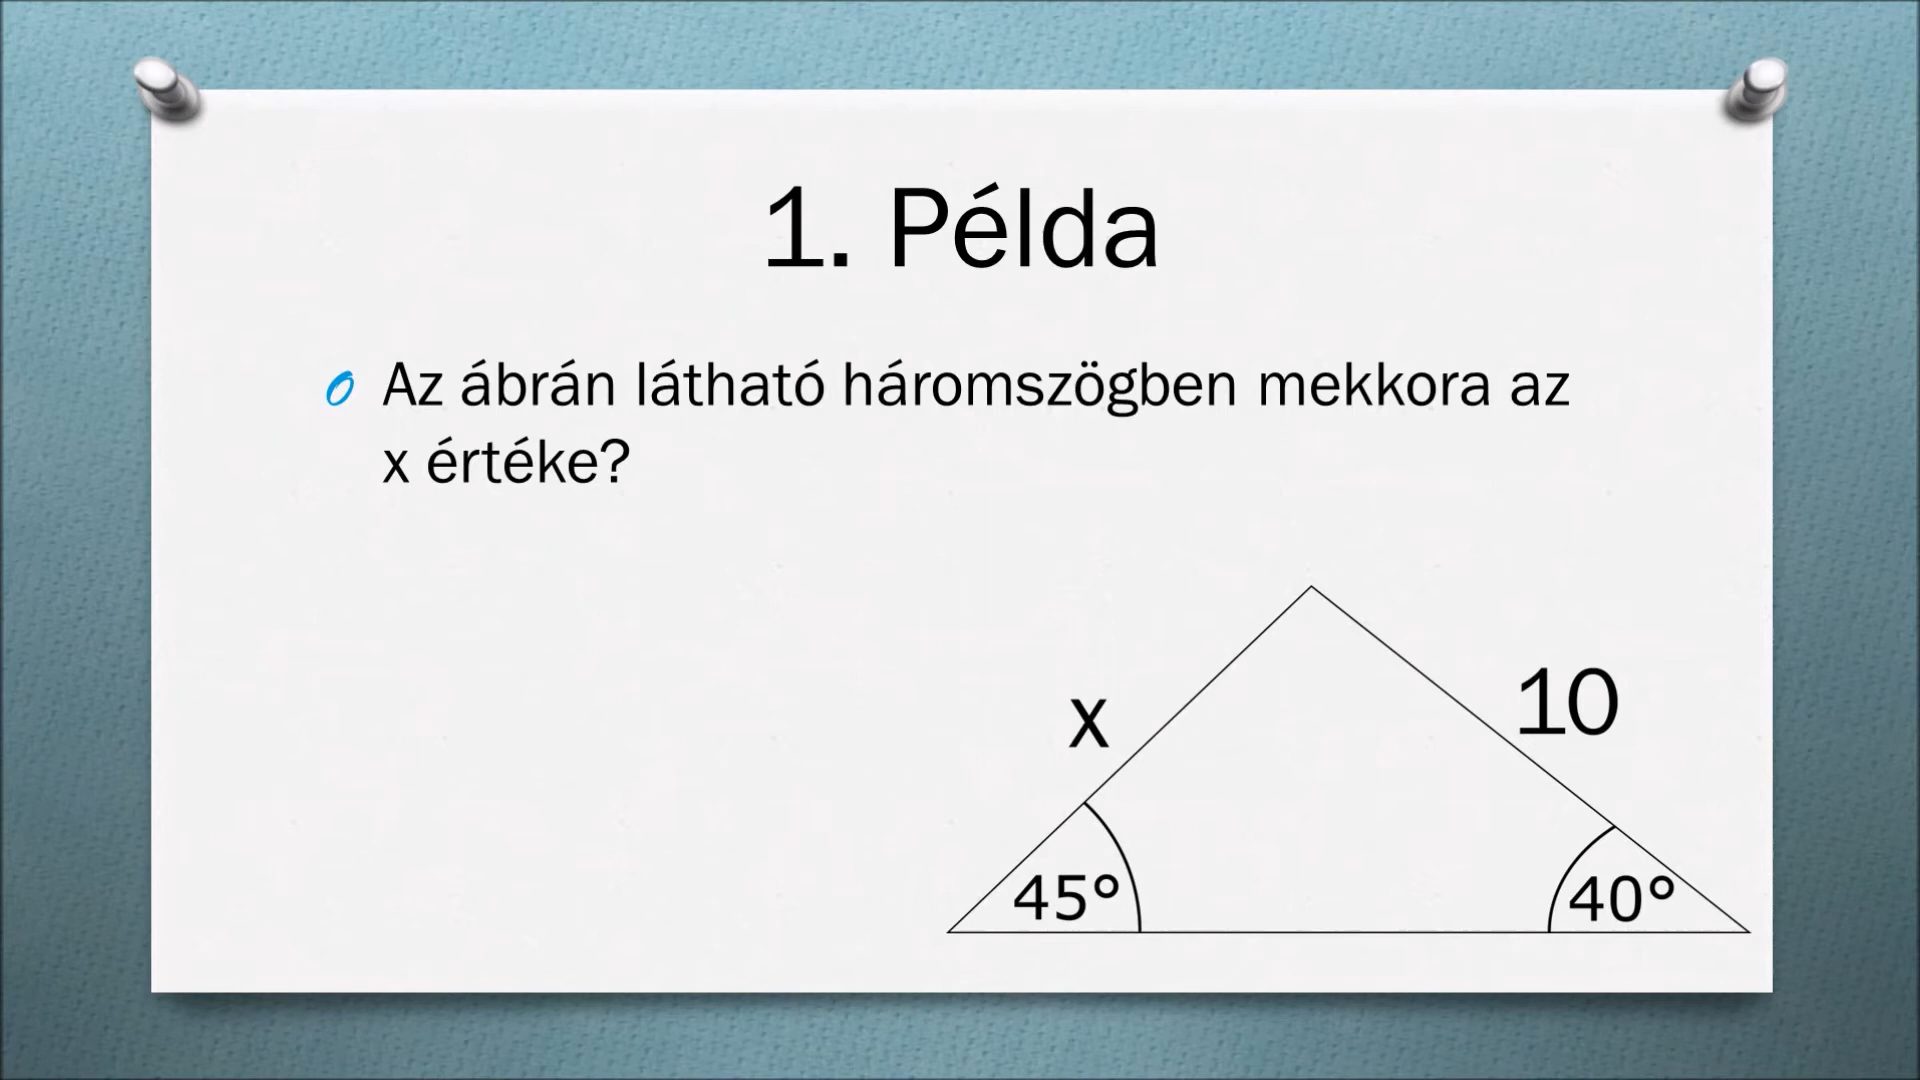 1. Példa
Az ábrán látható háromszögben mekkora az
x értéke?
x
10
45°
40°